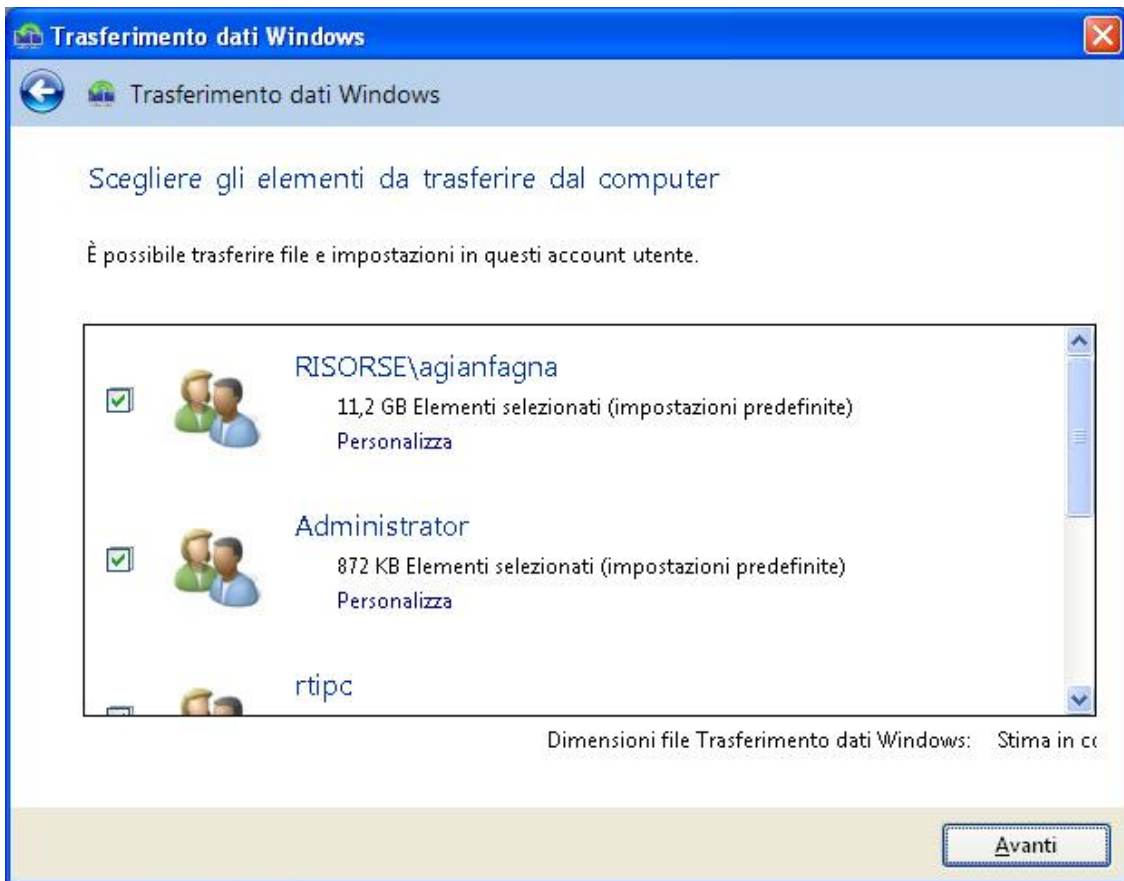 Trasferimento dati Windows
Trasferimento dati Windows
Scegliere gli elementi da trasferire dal computer
È possibile trasferire file e impostazioni in questi account utente.
RISORSE\agianfagna
11,2 GB Elementi selezionati (impostazioni predefinite)
Personalizza
Administrator
872 KB Elementi selezionati (impostazioni predefinite)
Personalizza
rtipc
Dimensioni file Trasferimento dati Windows: Stima in
Avanti